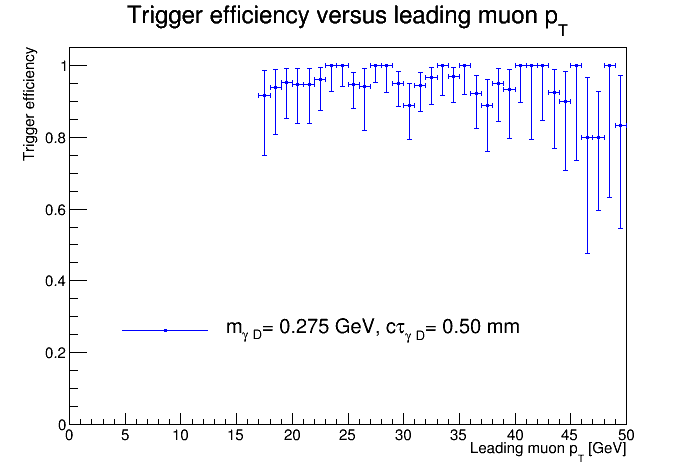 Trigger efficiency versus leading muon p_T
Trigger efficiency
1
0.8
0.6
0.4
0.2
0
m_γ D= 0.275 GeV, cτ_γ D= 0.50 mm
0 5 10 15 20 25 30 35 40 45 50
Leading muon p_T [GeV]